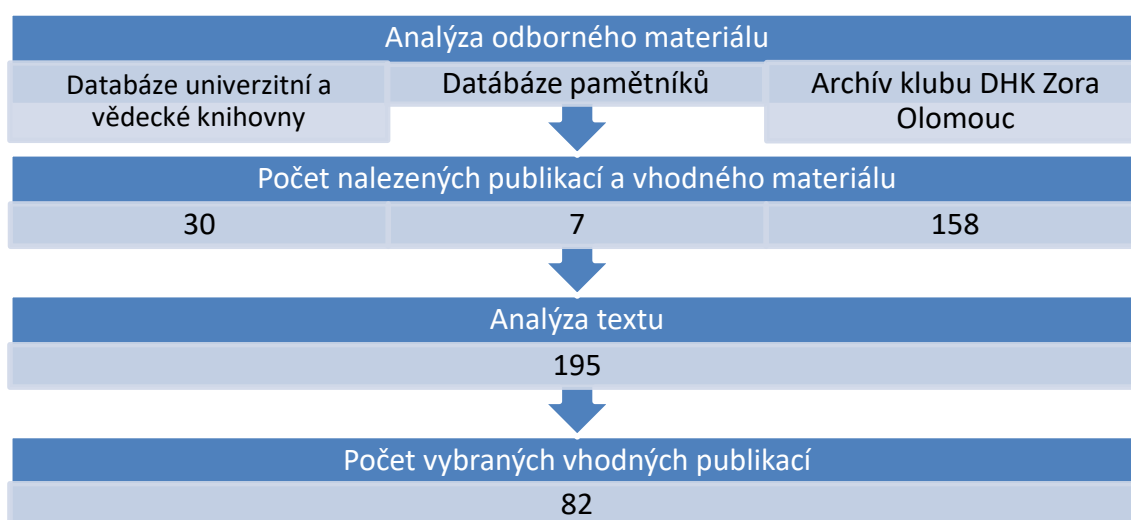 Analýza odborného materiálu
Databáze univerzitní a
vědecké knihovny
Datábáze pamětníků
Archív klubu DHK Zora
Olomouc
Počet nalezených publikací a vhodného materiálu
30
7
158
Analýza textu
195
Počet vybraných vhodných publikací
82